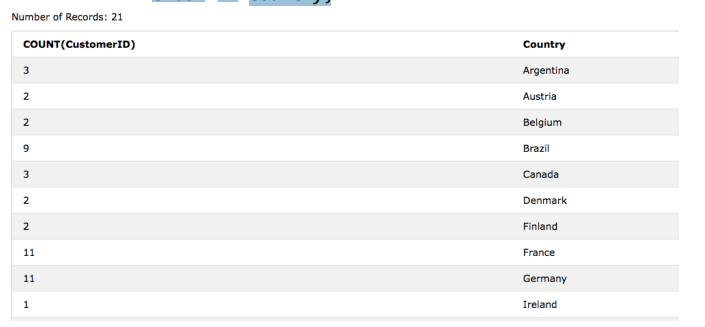 Number of Records: 21
COUNT(CustomerID) Country
3 Argentina
2 Austria
2 Belgium
9 Brazil
3 Canada
2 Denmark
2 Finland
11 France
11 Germany
1 Ireland